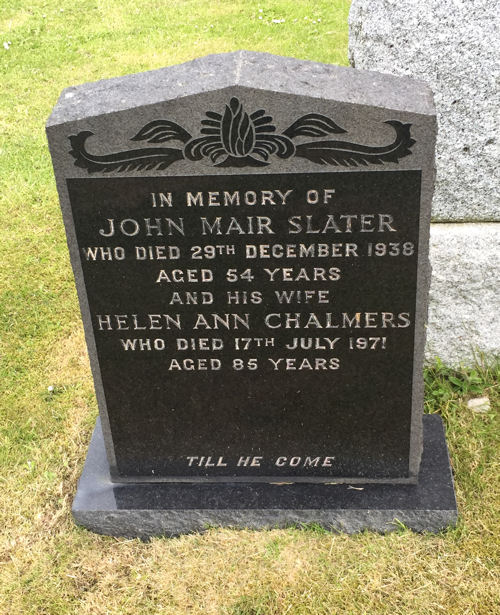 IN MEMORY OF
JOHN MAIR SLATER
WHO DIED 29TH DECEMBER 1938
AGED 54 YEARS
AND HIS WIFE
HELEN ANN CHALMERS
WHO DIED 17TH JULY 1971
AGED 85 YEARS
TILL HE COME